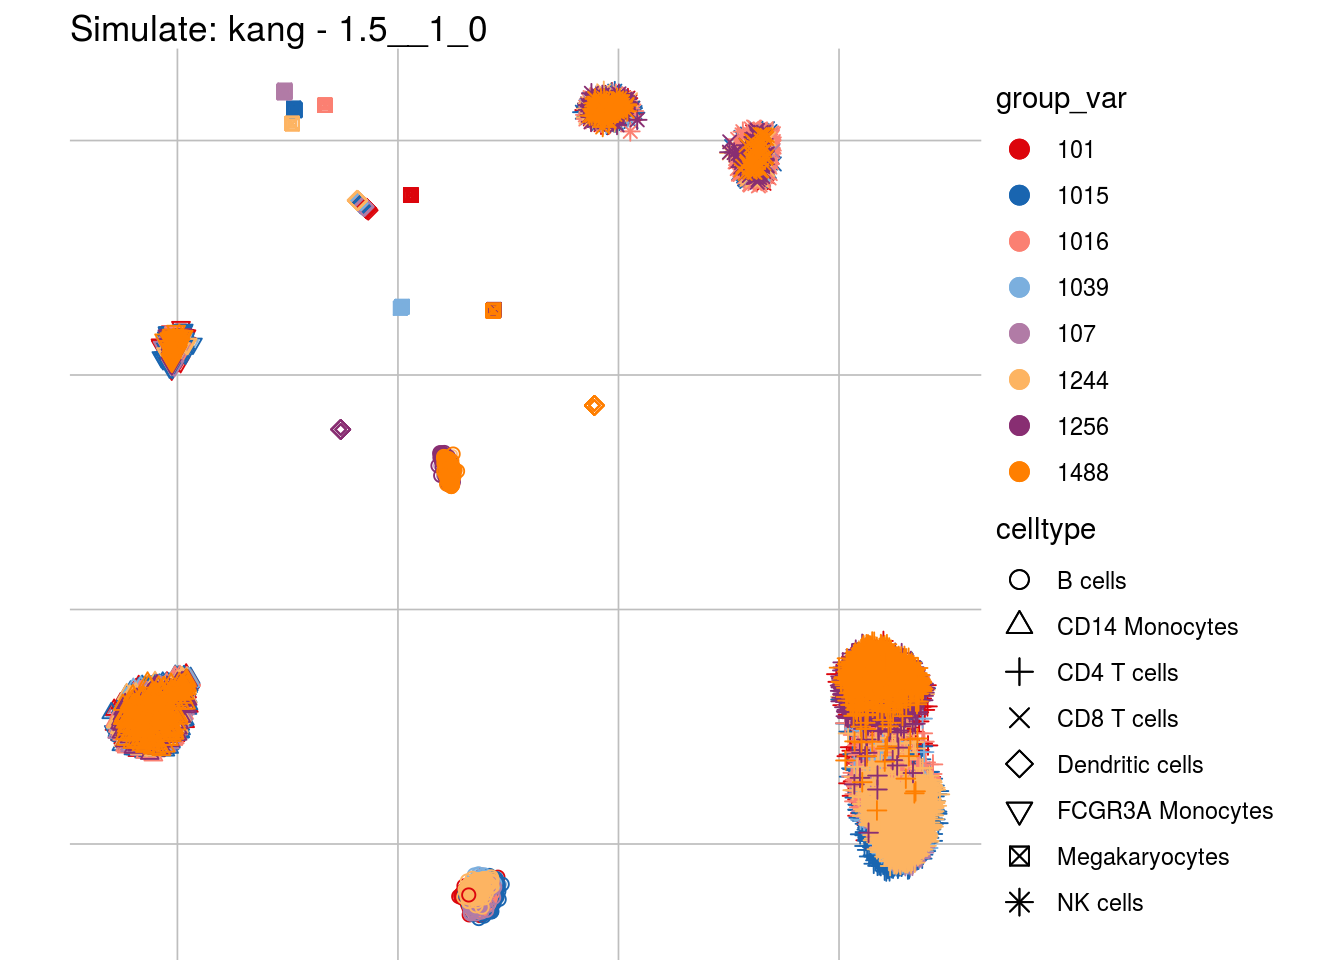 Simulate: kang - 1.5__1_0
group_var
101
1015
1016
1039
107
1244
1256
1488
celltype
B cells
CD14 Monocytes
CD4 T cells
CD8 T cells
Dendritic cells
FCGR3A Monocytes
Megakaryocytes
NK cells